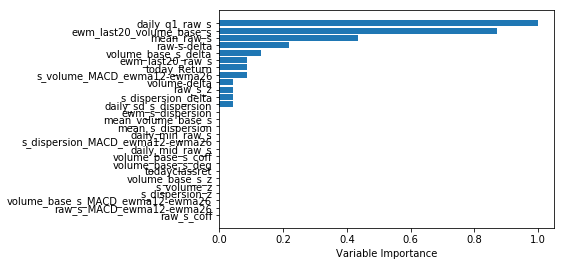 daily_q1_raw_s
ewm_last20_volume_base_s
mean_raw_s
raw-s-delta
volume_base_s_delta
ewm_last20_raw_s
today_Return
s_volume_MACD_ewma12-ewma26
volume-delta
raw_s_z
s_dispersion_delta
daily_sd_s_dispersion
ewm_s_dispersion
mean_volume_base_s
mean_s_dispersion
daily_min_raw_s
s_dispersion_MACD_ewma12-ewma26
daily_mid_raw_s
volume_base_s_coff
volume_base_s_deg
todayclassret
volume_base_s_z
s_volume_z
s_dispersion_z
volume_base_s_MACD_ewma12-ewma26
raw_s_MACD_ewma12-ewma26
raw_s_coff
0.0 0.2 0.4 0.6 0.8 1.0
Variable Importance